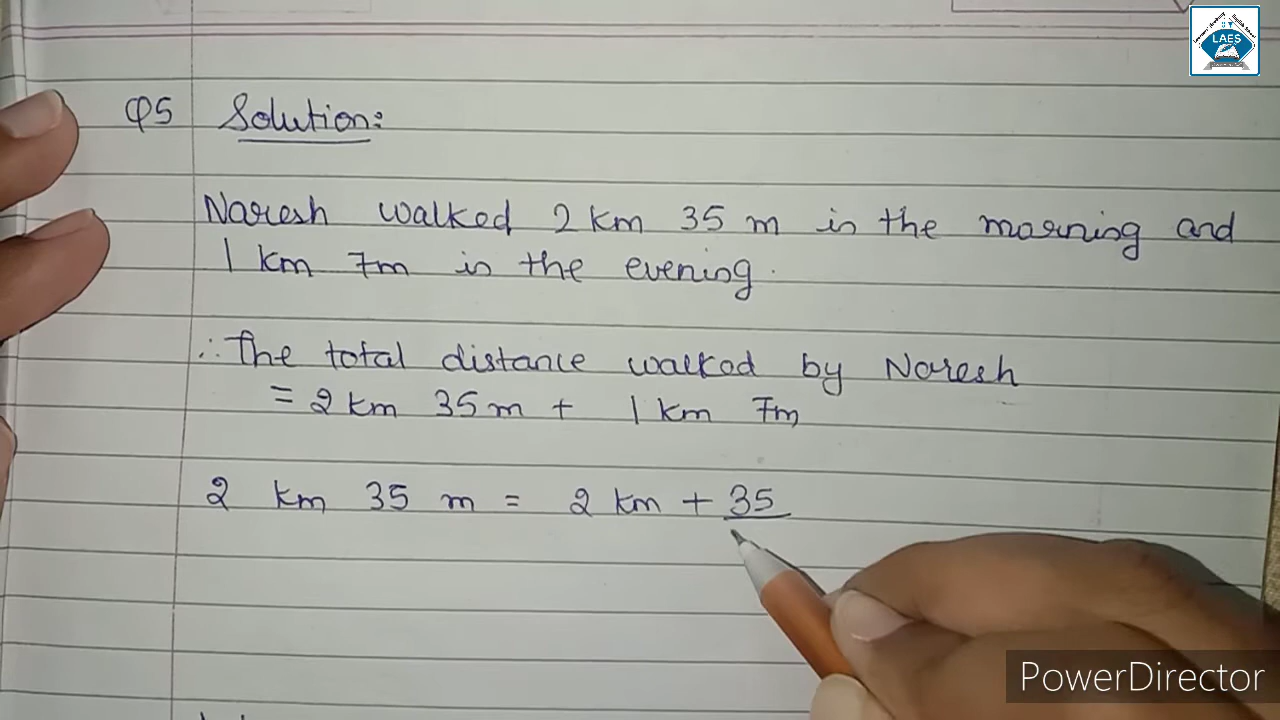 LAES
Q5 Solution:
Naresh walked 2 km 35 m in the morning and
1 km 7m in the evening.
∴ The total distance walked by Naresh
= 2 km 35 m + 1 km 7m
2 km 35 m = 2 km + 35
PowerDirector